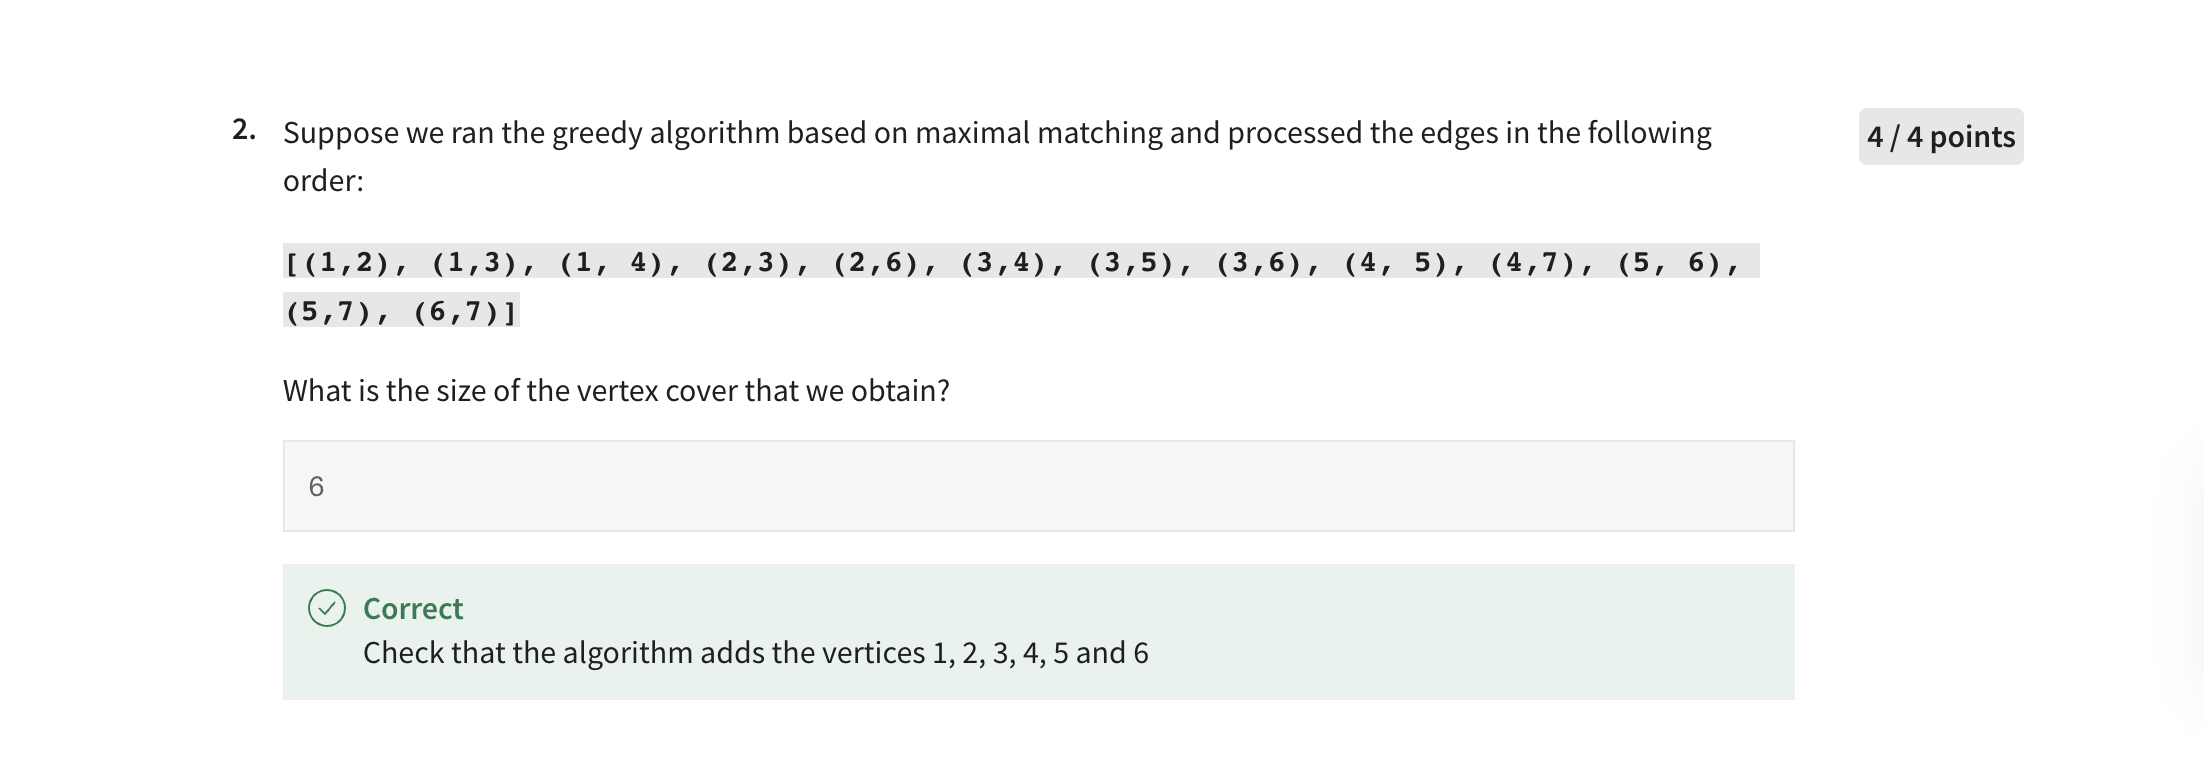 2. Suppose we ran the greedy algorithm based on maximal matching and processed the edges in the following
order:
4 / 4 points
[(1,2), (1,3), (1, 4), (2,3), (2,6), (3,4), (3,5), (3,6), (4, 5), (4,7), (5, 6),
(5,7), (6,7)]
What is the size of the vertex cover that we obtain?
6
Correct
Check that the algorithm adds the vertices 1, 2, 3, 4, 5 and 6